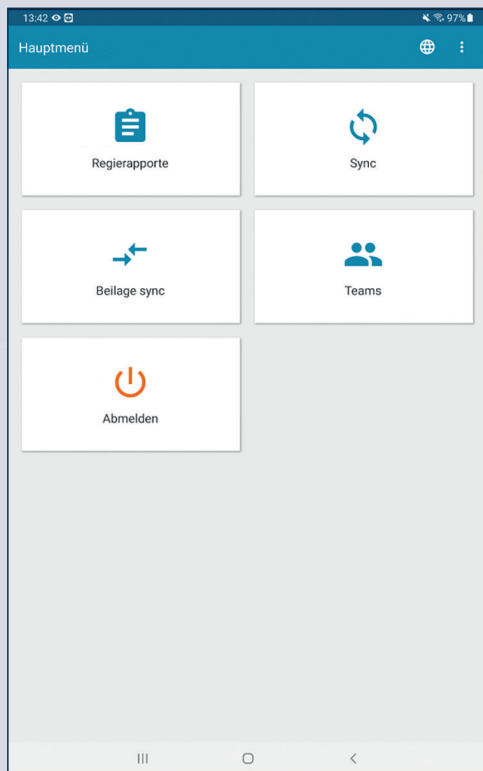 13:42 97%
Hauptmenü
Regierapporte
Sync
Beilage sync
Teams
Abmelden